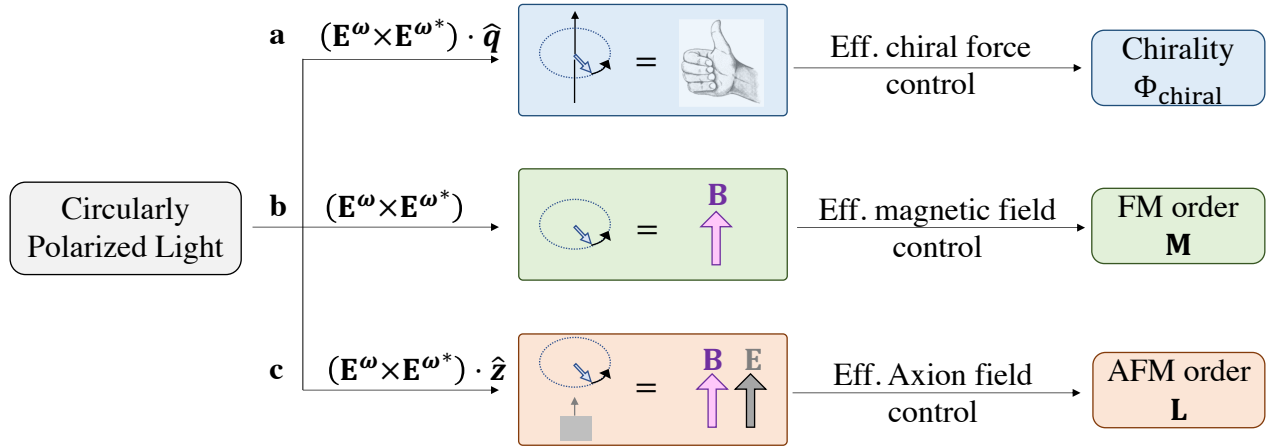 Circularly
Polarized Light
a
(𝐄^𝝎×𝐄^𝝎*) · q̂
=
Eff. chiral force
control
Chirality
Φ_chiral
b
(𝐄^𝝎×𝐄^𝝎*)
=
B
Eff. magnetic field
control
FM order
M
c
(𝐄^𝝎×𝐄^𝝎*) · ẑ
=
B E
Eff. Axion field
control
AFM order
L